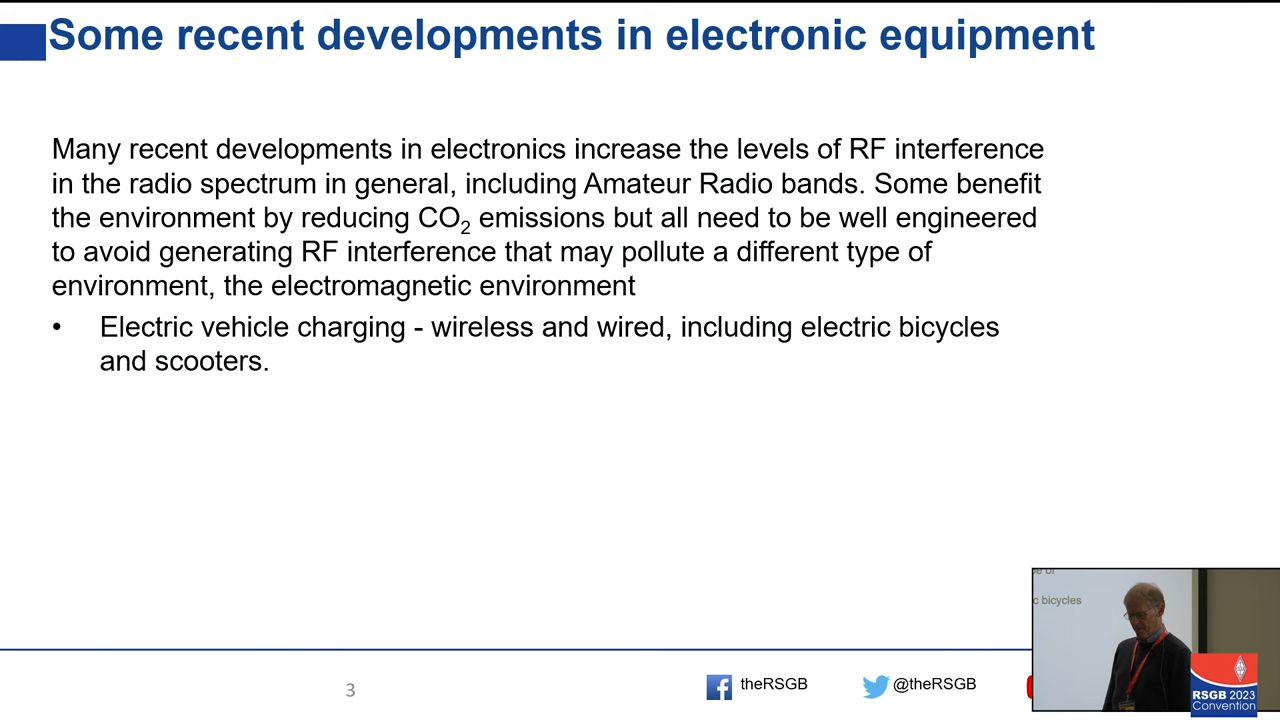 Some recent developments in electronic equipment
Many recent developments in electronics increase the levels of RF interference
in the radio spectrum in general, including Amateur Radio bands. Some benefit
the environment by reducing CO₂ emissions but all need to be well engineered
to avoid generating RF interference that may pollute a different type of
environment, the electromagnetic environment
• Electric vehicle charging - wireless and wired, including electric bicycles
and scooters.
c bicycles
3
theRSGB
@theRSGB
RSGB 2023
Convention